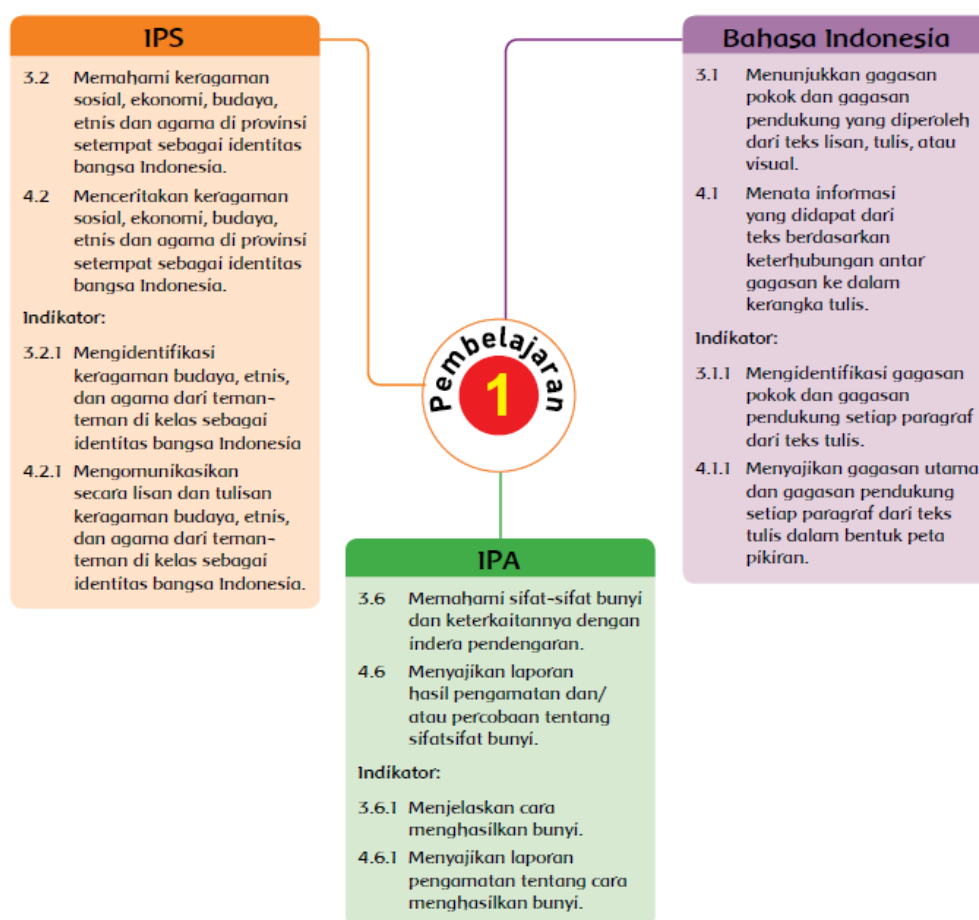 IPS
3.2 Memahami keragaman
sosial, ekonomi, budaya,
etnis dan agama di provinsi
setempat sebagai identitas
bangsa Indonesia.
4.2 Menceritakan keragaman
sosial, ekonomi, budaya,
etnis dan agama di provinsi
setempat sebagai identitas
bangsa Indonesia.
Indikator:
3.2.1 Mengidentifikasi
keragaman budaya, etnis,
dan agama dari teman-
teman di kelas sebagai
identitas bangsa Indonesia
4.2.1 Mengomunikasikan
secara lisan dan tulisan
keragaman budaya, etnis,
dan agama dari teman-
teman di kelas sebagai
identitas bangsa Indonesia.
Bahasa Indonesia
3.1 Menunjukkan gagasan
pokok dan gagasan
pendukung yang diperoleh
dari teks lisan, tulis, atau
visual.
4.1 Menata informasi
yang didapat dari
teks berdasarkan
keterhubungan antar
gagasan ke dalam
kerangka tulis.
Indikator:
3.1.1 Mengidentifikasi gagasan
pokok dan gagasan
pendukung setiap paragraf
dari teks tulis.
4.1.1 Menyajikan gagasan utama
dan gagasan pendukung
setiap paragraf dari teks
tulis dalam bentuk peta
pikiran.
Pembelajaran
1
IPA
3.6 Memahami sifat-sifat bunyi
dan keterkaitannya dengan
indera pendengaran.
4.6 Menyajikan laporan
hasil pengamatan dan/
atau percobaan tentang
sifatsifat bunyi.
Indikator:
3.6.1 Menjelaskan cara
menghasilkan bunyi.
4.6.1 Menyajikan laporan
pengamatan tentang cara
menghasilkan bunyi.